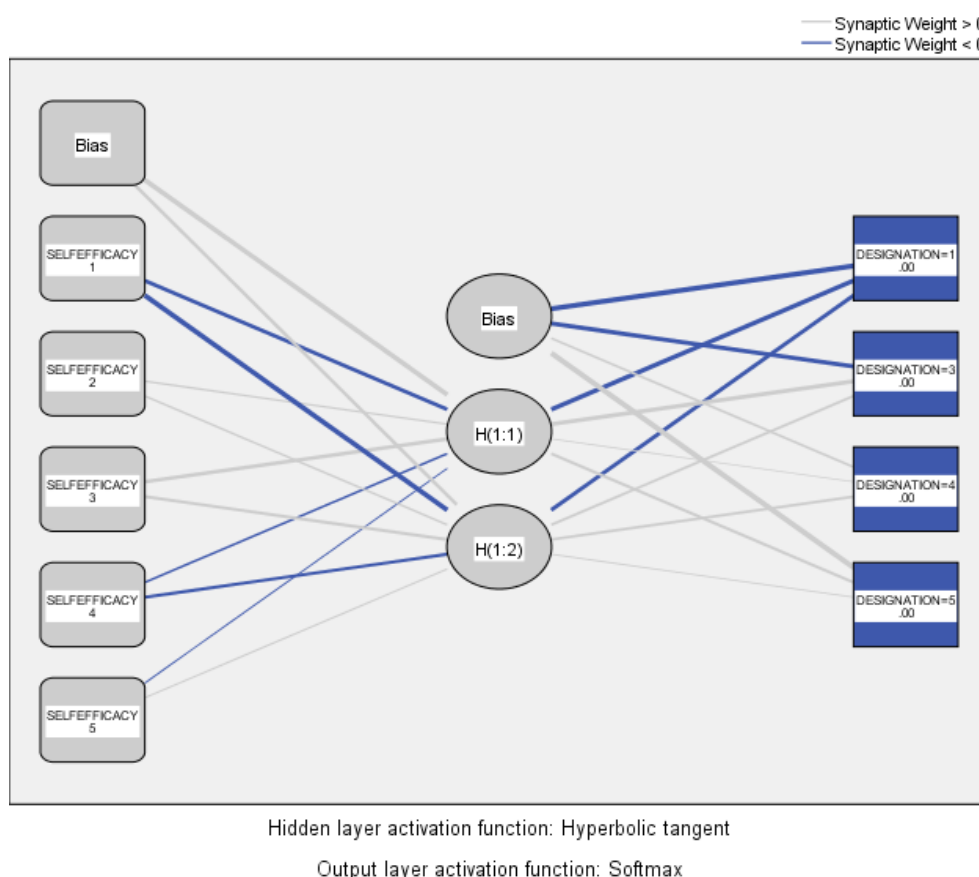 Synaptic Weight > 0
Synaptic Weight < 0
Bias
SELFEFFICACY
1
SELFEFFICACY
2
SELFEFFICACY
3
SELFEFFICACY
4
SELFEFFICACY
5
Bias
H(1:1)
H(1:2)
DESIGNATION=1
.00
DESIGNATION=3
.00
DESIGNATION=4
.00
DESIGNATION=5
.00
Hidden layer activation function: Hyperbolic tangent
Output layer activation function: Softmax